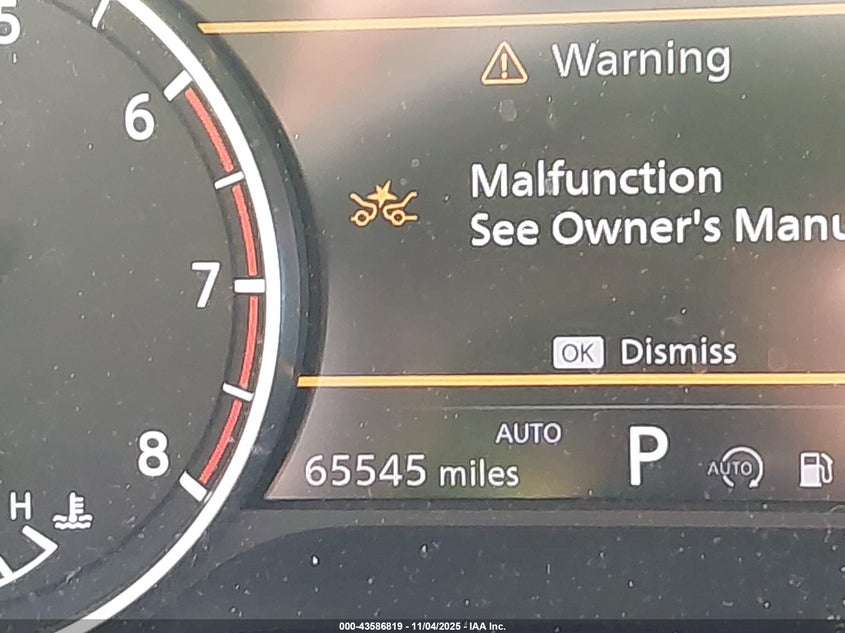 5
6
7
8
H
Warning
Malfunction
See Owner's Manu
OK Dismiss
AUTO
65545 miles
P
AUTO
000-43586819 - 11/04/2025 - IAA Inc.